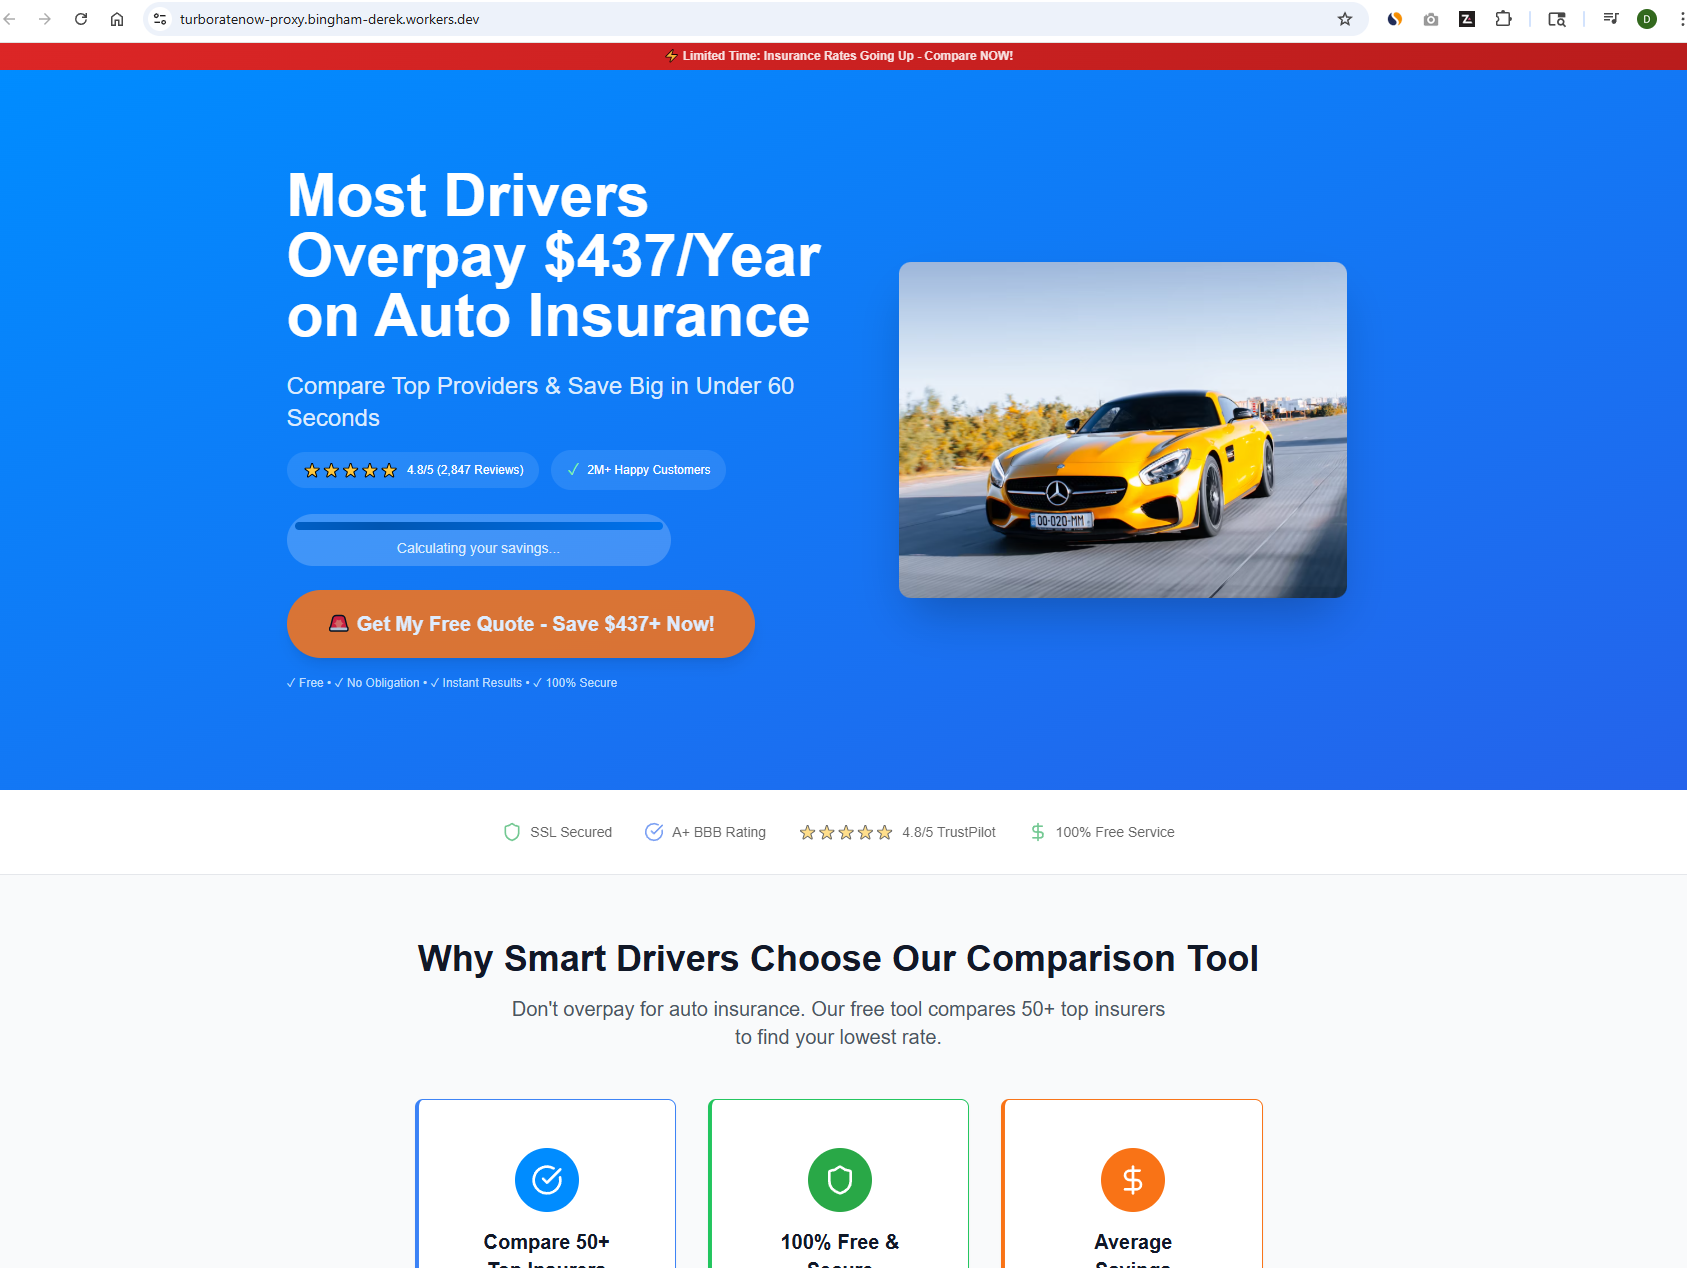 turboratenow-proxy.bingham-derek.workers.dev
D
⚡ Limited Time: Insurance Rates Going Up - Compare NOW!
Most Drivers
Overpay $437/Year
on Auto Insurance
Compare Top Providers & Save Big in Under 60
Seconds
4.8/5 (2,847 Reviews)
✓ 2M+ Happy Customers
Calculating your savings...
🚨 Get My Free Quote - Save $437+ Now!
✓ Free • ✓ No Obligation • ✓ Instant Results • ✓ 100% Secure
00-020-MM
SSL Secured
A+ BBB Rating
4.8/5 TrustPilot
100% Free Service
Why Smart Drivers Choose Our Comparison Tool
Don't overpay for auto insurance. Our free tool compares 50+ top insurers
to find your lowest rate.
Compare 50+
Top Insurers
100% Free &
Secure
Average
Savings